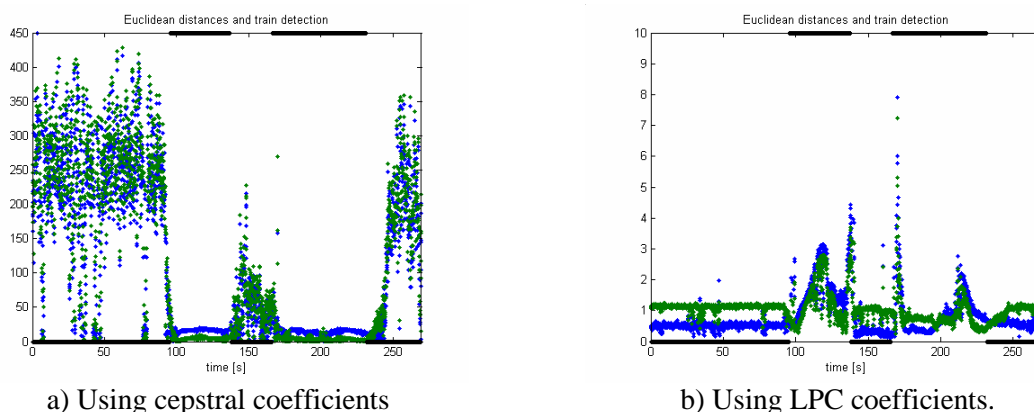 Euclidean distances and train detection
450
400
350
300
250
200
150
100
50
0
0 50 100 150 200 250
time [s]
a) Using cepstral coefficients
Euclidean distances and train detection
10
9
8
7
6
5
4
3
2
1
0
0 50 100 150 200 250
time [s]
b) Using LPC coefficients.